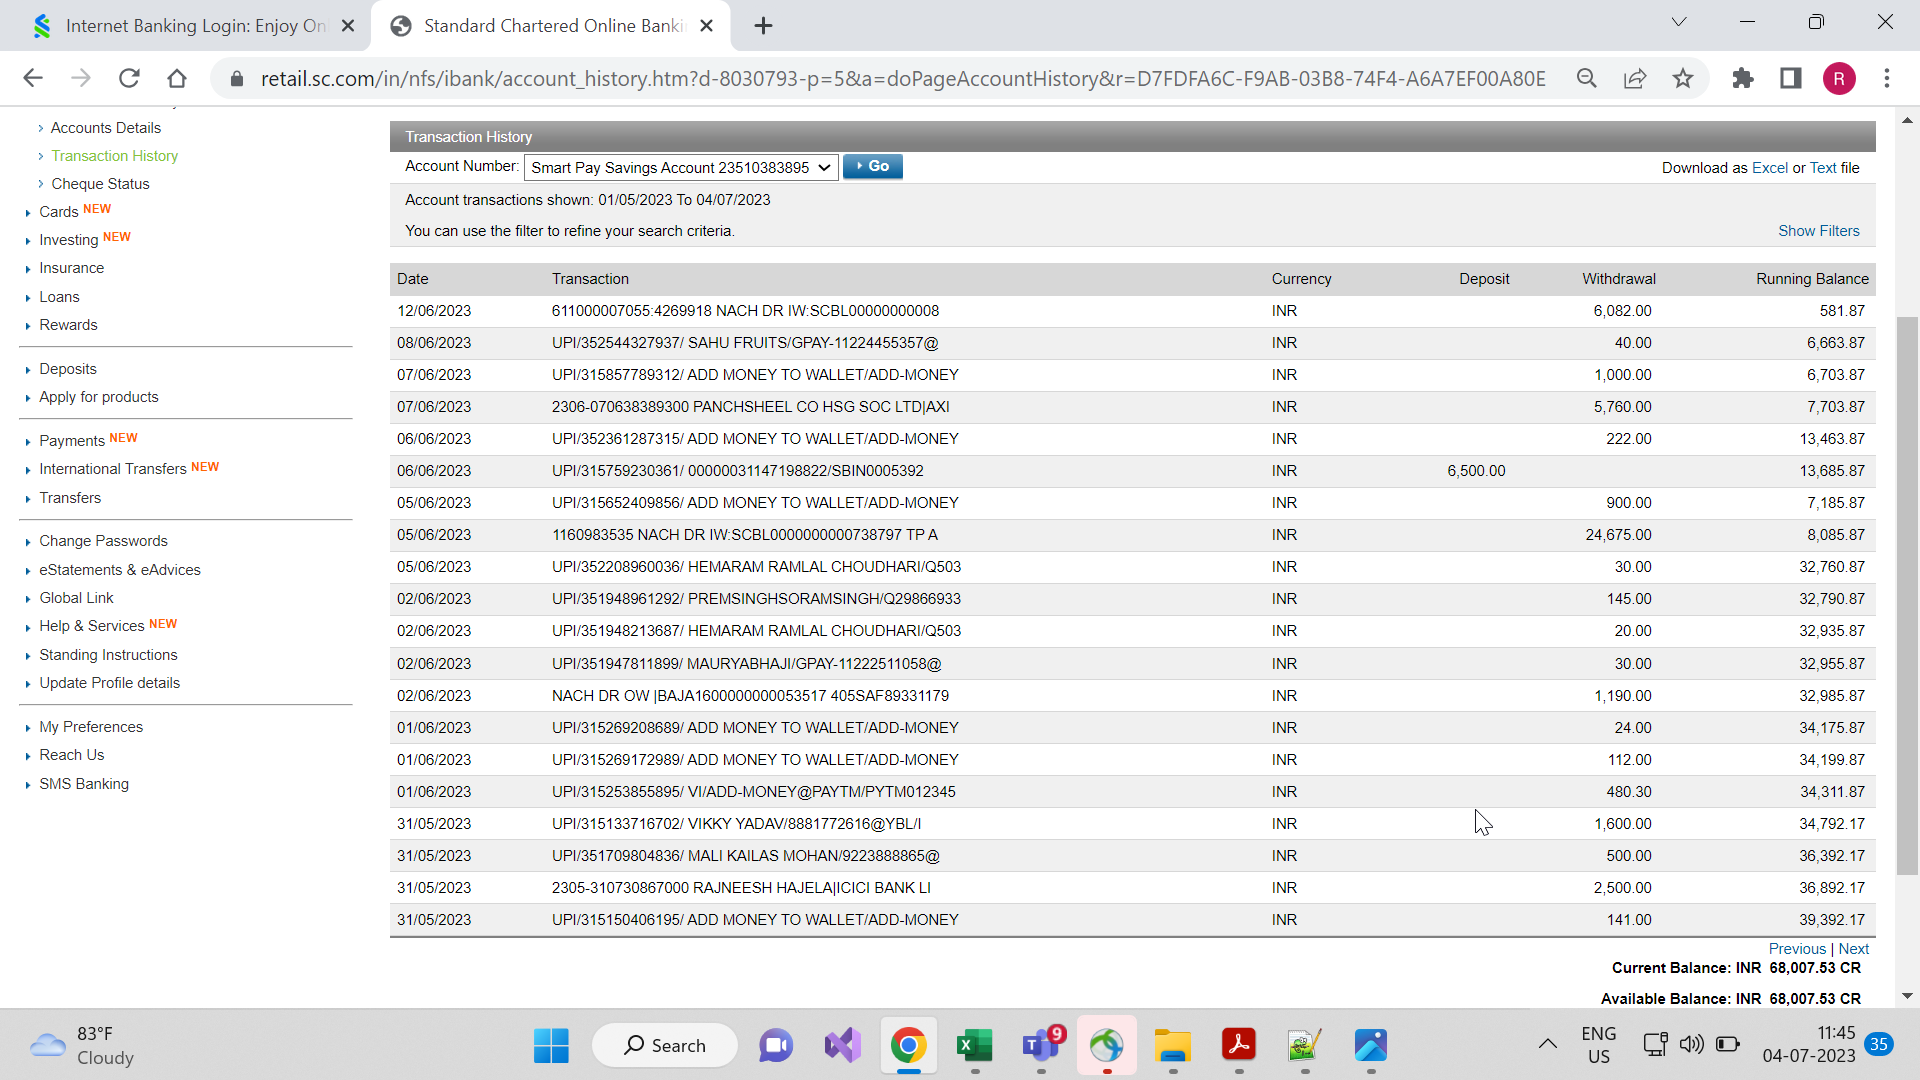 Internet Banking Login: Enjoy On
Standard Chartered Online Banki
retail.sc.com/in/nfs/ibank/account_history.htm?d-8030793-p=5&a=doPageAccountHistory&r=D7FDFA6C-F9AB-03B8-74F4-A6A7EF00A80E
R
Accounts Details
Transaction History
Cheque Status
Cards NEW
Investing NEW
Insurance
Loans
Rewards
Deposits
Apply for products
Payments NEW
International Transfers NEW
Transfers
Change Passwords
eStatements & eAdvices
Global Link
Help & Services NEW
Standing Instructions
Update Profile details
My Preferences
Reach Us
SMS Banking
Transaction History
Account Number: Smart Pay Savings Account 23510383895 Go Download as Excel or Text file
Account transactions shown: 01/05/2023 To 04/07/2023
You can use the filter to refine your search criteria. Show Filters
Date Transaction Currency Deposit Withdrawal Running Balance
12/06/2023 611000007055:4269918 NACH DR IW:SCBL00000000008 INR 6,082.00 581.87
08/06/2023 UPI/352544327937/ SAHU FRUITS/GPAY-11224455357@ INR 40.00 6,663.87
07/06/2023 UPI/315857789312/ ADD MONEY TO WALLET/ADD-MONEY INR 1,000.00 6,703.87
07/06/2023 2306-070638389300 PANCHSHEEL CO HSG SOC LTD|AXI INR 5,760.00 7,703.87
06/06/2023 UPI/352361287315/ ADD MONEY TO WALLET/ADD-MONEY INR 222.00 13,463.87
06/06/2023 UPI/315759230361/ 00000031147198822/SBIN0005392 INR 6,500.00 13,685.87
05/06/2023 UPI/315652409856/ ADD MONEY TO WALLET/ADD-MONEY INR 900.00 7,185.87
05/06/2023 1160983535 NACH DR IW:SCBL0000000000738797 TP A INR 24,675.00 8,085.87
05/06/2023 UPI/352208960036/ HEMARAM RAMLAL CHOUDHARI/Q503 INR 30.00 32,760.87
02/06/2023 UPI/351948961292/ PREMSINGHSORAMSINGH/Q29866933 INR 145.00 32,790.87
02/06/2023 UPI/351948213687/ HEMARAM RAMLAL CHOUDHARI/Q503 INR 20.00 32,935.87
02/06/2023 UPI/351947811899/ MAURYABHAJI/GPAY-11222511058@ INR 30.00 32,955.87
02/06/2023 NACH DR OW |BAJA1600000000053517 405SAF89331179 INR 1,190.00 32,985.87
01/06/2023 UPI/315269208689/ ADD MONEY TO WALLET/ADD-MONEY INR 24.00 34,175.87
01/06/2023 UPI/315269172989/ ADD MONEY TO WALLET/ADD-MONEY INR 112.00 34,199.87
01/06/2023 UPI/315253855895/ VI/ADD-MONEY@PAYTM/PYTM012345 INR 480.30 34,311.87
31/05/2023 UPI/315133716702/ VIKKY YADAV/8881772616@YBL/I INR 1,600.00 34,792.17
31/05/2023 UPI/351709804836/ MALI KAILAS MOHAN/9223888865@ INR 500.00 36,392.17
31/05/2023 2305-310730867000 RAJNEESH HAJELA|ICICI BANK LI INR 2,500.00 36,892.17
31/05/2023 UPI/315150406195/ ADD MONEY TO WALLET/ADD-MONEY INR 141.00 39,392.17
Previous | Next
Current Balance: INR 68,007.53 CR
Available Balance: INR 68,007.53 CR
83°F
Cloudy
Search
9
ENG
US
11:45
04-07-2023
35